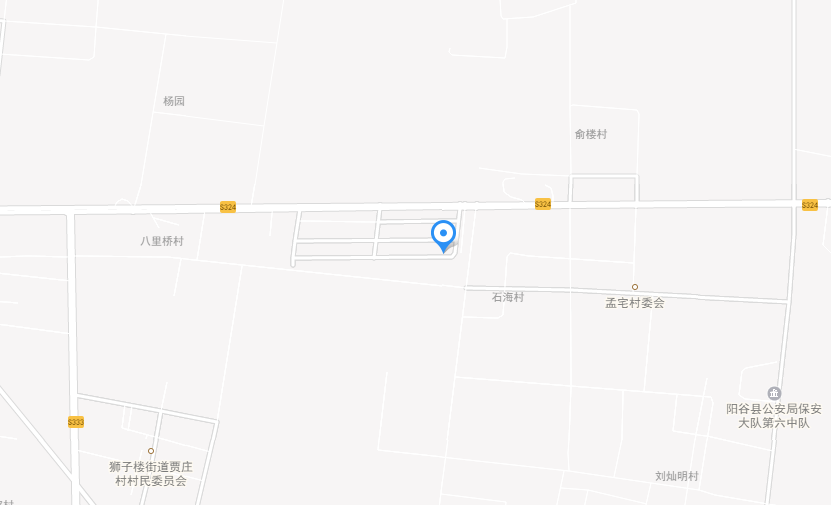 杨园
俞楼村
S324
S324
S324
八里桥村
石海村
孟宅村委会
阳谷县公安局保安
大队第六中队
S333
狮子楼街道贾庄
村村民委员会
刘灿明村
村